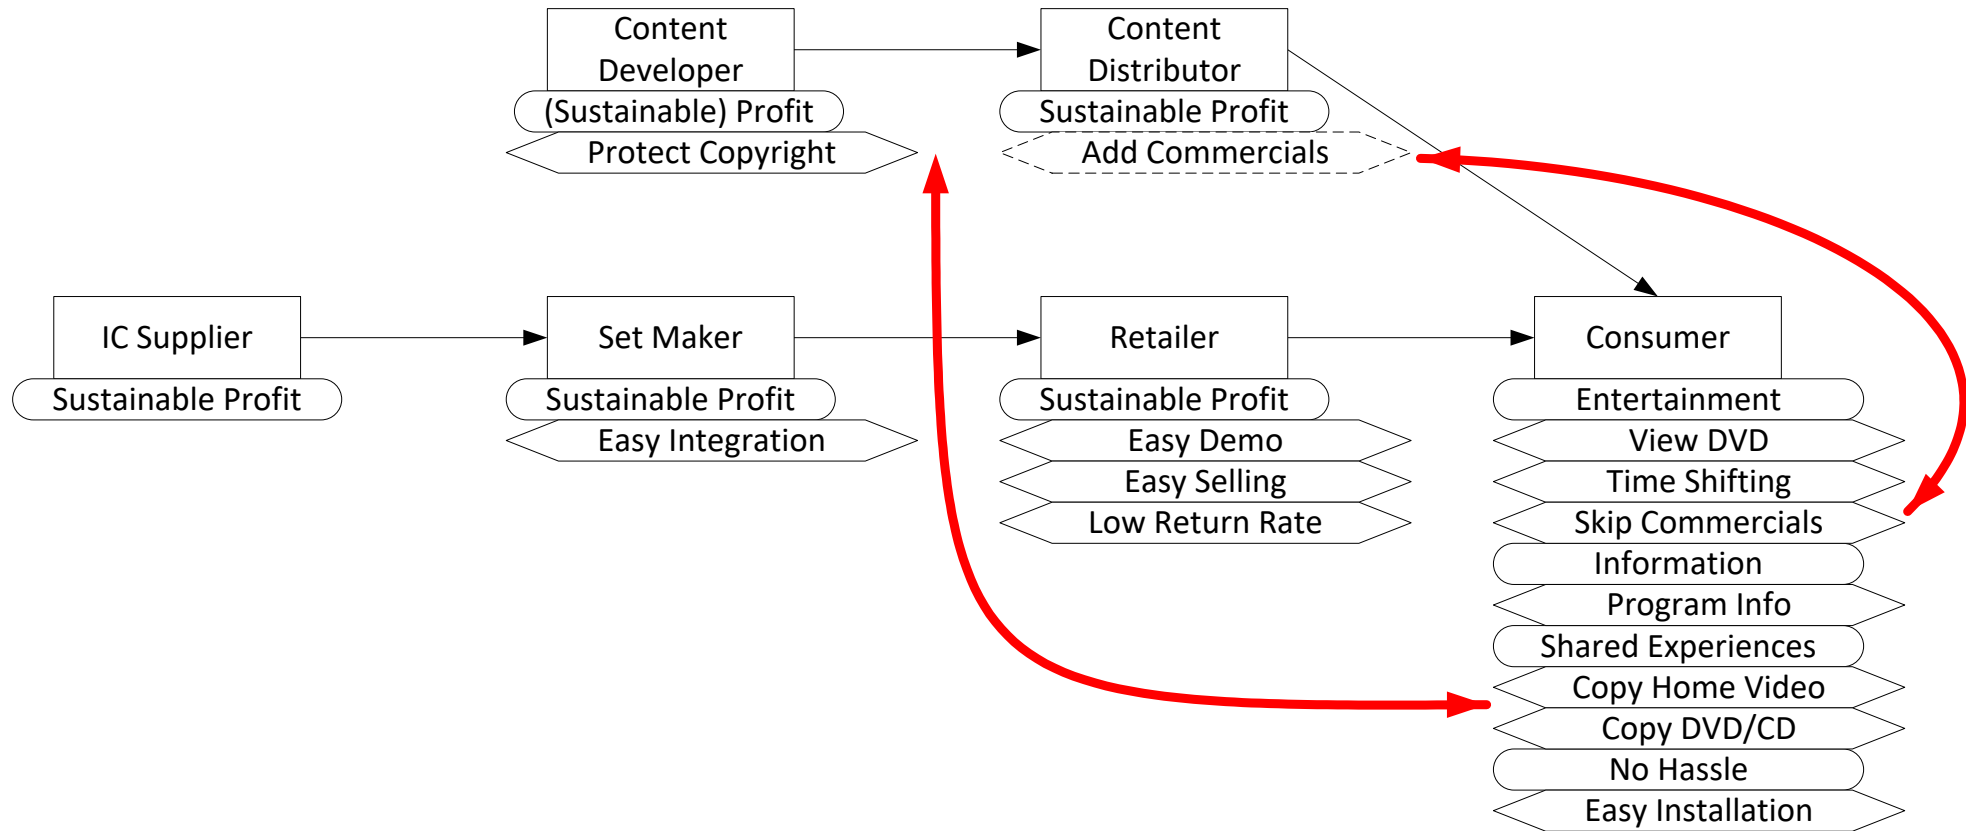 Content
Developer
(Sustainable) Profit
Protect Copyright
Content
Distributor
Sustainable Profit
Add Commercials
IC Supplier
Sustainable Profit
Set Maker
Sustainable Profit
Easy Integration
Retailer
Sustainable Profit
Easy Demo
Easy Selling
Low Return Rate
Consumer
Entertainment
View DVD
Time Shifting
Skip Commercials
Information
Program Info
Shared Experiences
Copy Home Video
Copy DVD/CD
No Hassle
Easy Installation